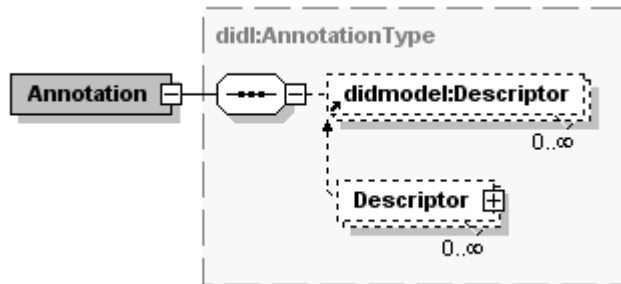 didl:AnnotationType
Annotation
didmodel:Descriptor
0..∞
Descriptor
0..∞